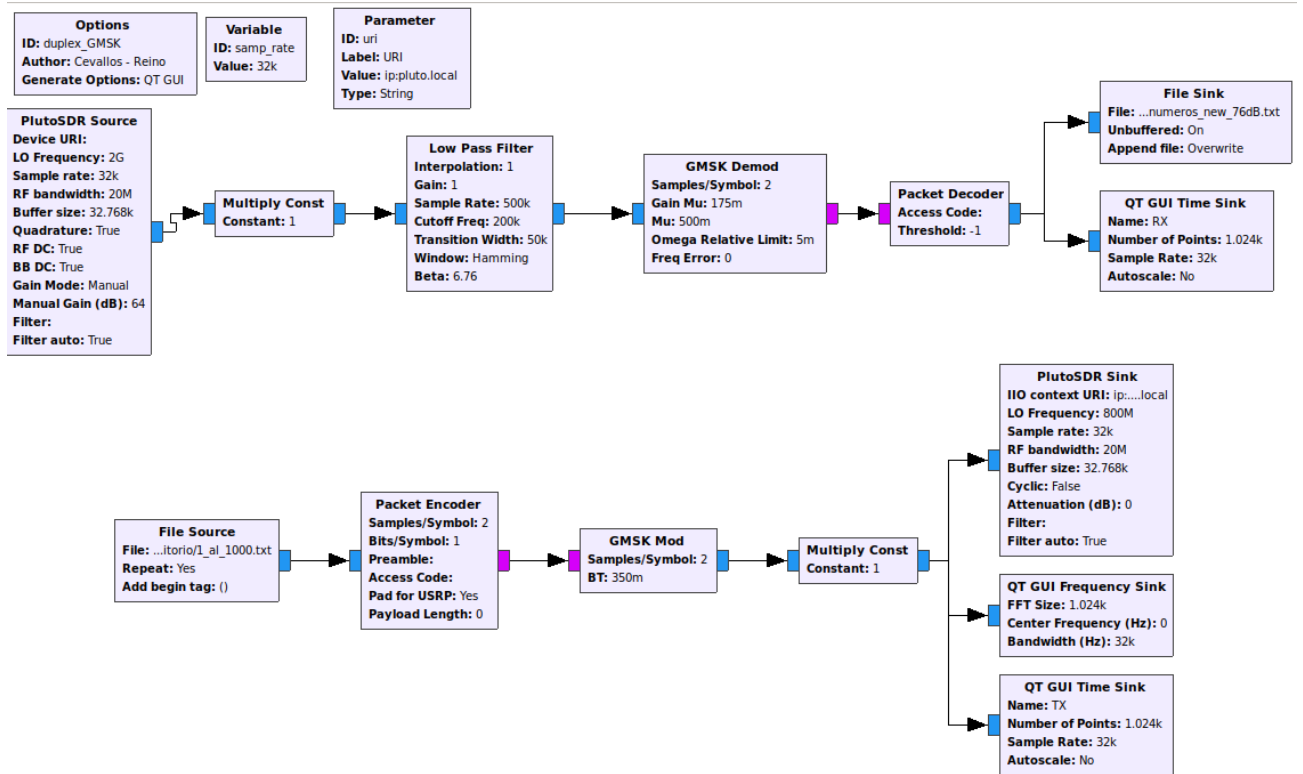 Options
ID: duplex_GMSK
Author: Cevallos - Reino
Generate Options: QT GUI
Variable
ID: samp_rate
Value: 32k
Parameter
ID: uri
Label: URI
Value: ip:pluto.local
Type: String
PlutoSDR Source
Device URI:
LO Frequency: 2G
Sample rate: 32k
RF bandwidth: 20M
Buffer size: 32.768k
Quadrature: True
RF DC: True
BB DC: True
Gain Mode: Manual
Manual Gain (dB): 64
Filter:
Filter auto: True
Multiply Const
Constant: 1
Low Pass Filter
Interpolation: 1
Gain: 1
Sample Rate: 500k
Cutoff Freq: 200k
Transition Width: 50k
Window: Hamming
Beta: 6.76
GMSK Demod
Samples/Symbol: 2
Gain Mu: 175m
Mu: 500m
Omega Relative Limit: 5m
Freq Error: 0
Packet Decoder
Access Code:
Threshold: -1
File Sink
File: ...numeros_new_76dB.txt
Unbuffered: On
Append file: Overwrite
QT GUI Time Sink
Name: RX
Number of Points: 1.024k
Sample Rate: 32k
Autoscale: No
File Source
File: ...itorio/1_al_1000.txt
Repeat: Yes
Add begin tag: ()
Packet Encoder
Samples/Symbol: 2
Bits/Symbol: 1
Preamble:
Access Code:
Pad for USRP: Yes
Payload Length: 0
GMSK Mod
Samples/Symbol: 2
BT: 350m
Multiply Const
Constant: 1
PlutoSDR Sink
IIO context URI: ip:....local
LO Frequency: 800M
Sample rate: 32k
RF bandwidth: 20M
Buffer size: 32.768k
Cyclic: False
Attenuation (dB): 0
Filter:
Filter auto: True
QT GUI Frequency Sink
FFT Size: 1.024k
Center Frequency (Hz): 0
Bandwidth (Hz): 32k
QT GUI Time Sink
Name: TX
Number of Points: 1.024k
Sample Rate: 32k
Autoscale: No